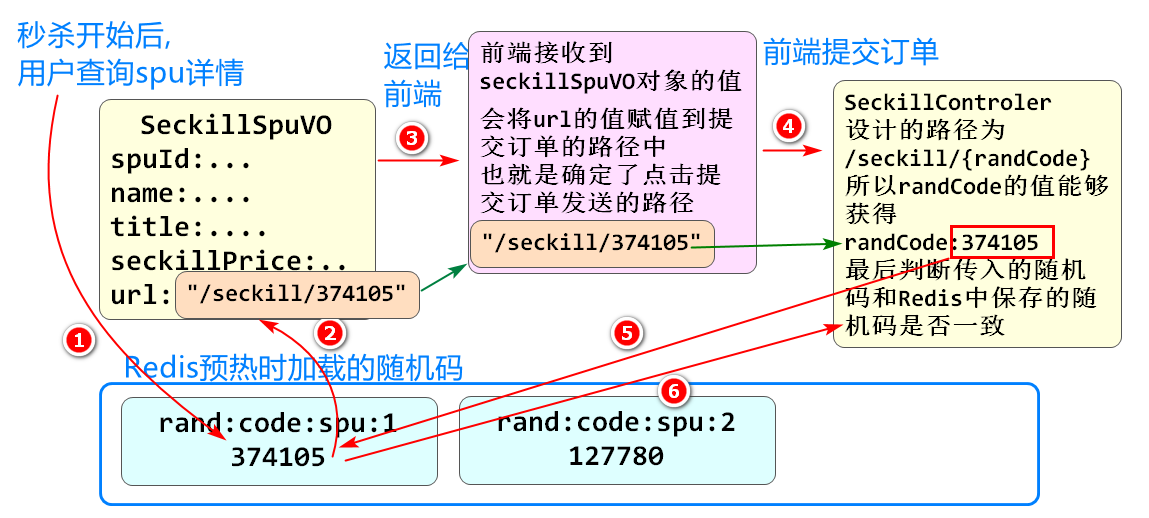 秒杀开始后,
用户查询spu详情
SeckillSpuVO
spuId:...
name:....
title:....
seckillPrice:..
url:
"/seckill/374105"
返回给
前端
3
前端接收到
seckillSpuVO对象的值
会将url的值赋值到提
交订单的路径中
也就是确定了点击提
交订单发送的路径
"/seckill/374105"
前端提交订单
4
SeckillControler
设计的路径为
/seckill/{randCode}
所以randCode的值能够
获得
randCode:374105
最后判断传入的随机
码和Redis中保存的随
机码是否一致
1
2
5
6
Redis预热时加载的随机码
rand:code:spu:1
374105
rand:code:spu:2
127780